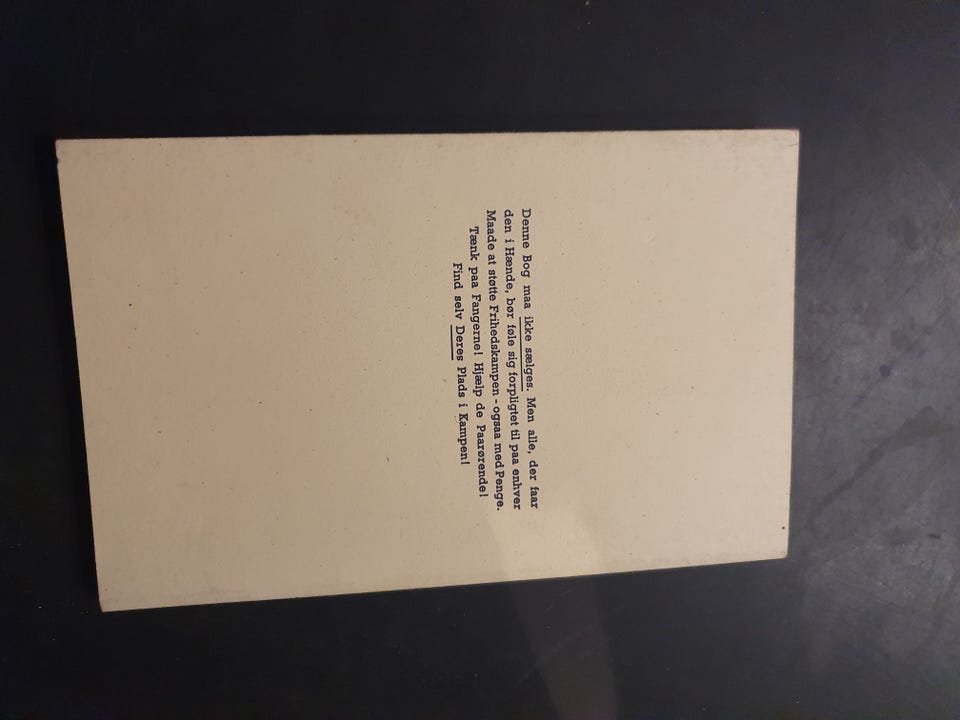 Denne Bog maa ikke sælges. Men alle, der faar
den i Hænde, bør føle sig forpligtet til paa enhver
Maade at støtte Frihedskampen - ogsaa med Penge.
Tænk paa Fangerne! Hjælp de Paarørende!
Find selv Deres Plads i Kampen!